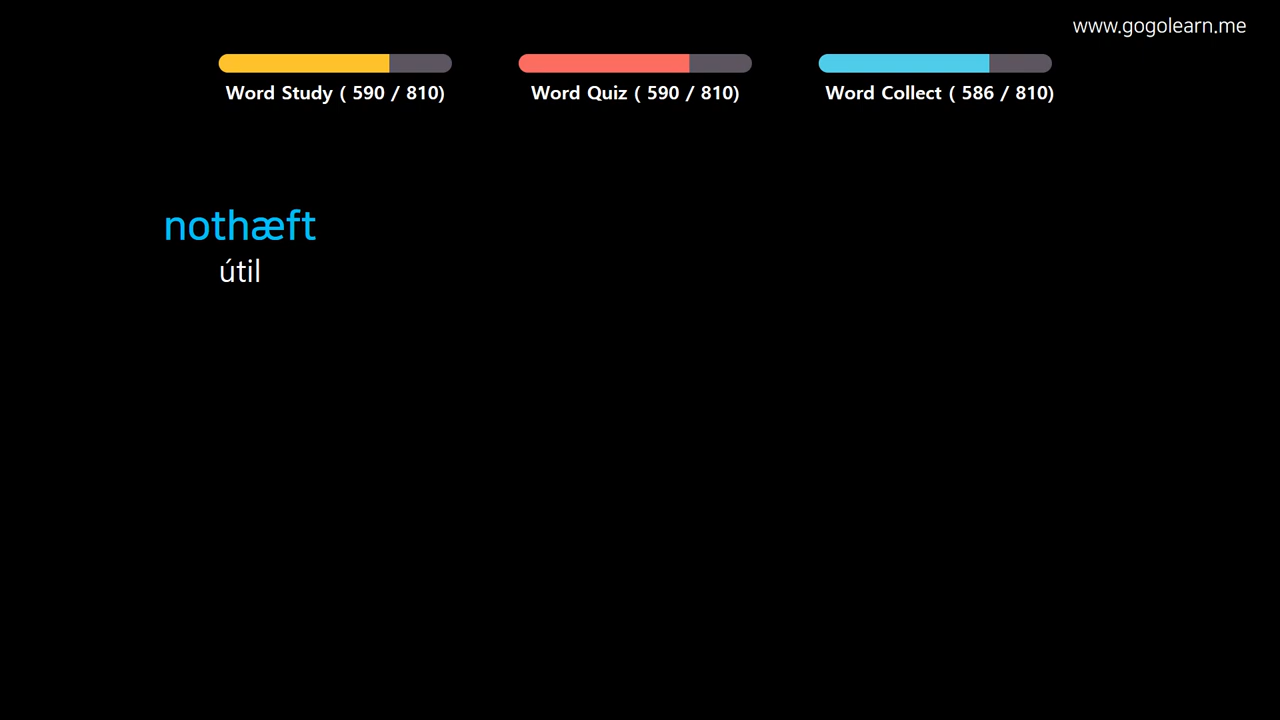 www.gogolearn.me
Word Study ( 590 / 810)
Word Quiz ( 590 / 810)
Word Collect ( 586 / 810)
nothæft
útil